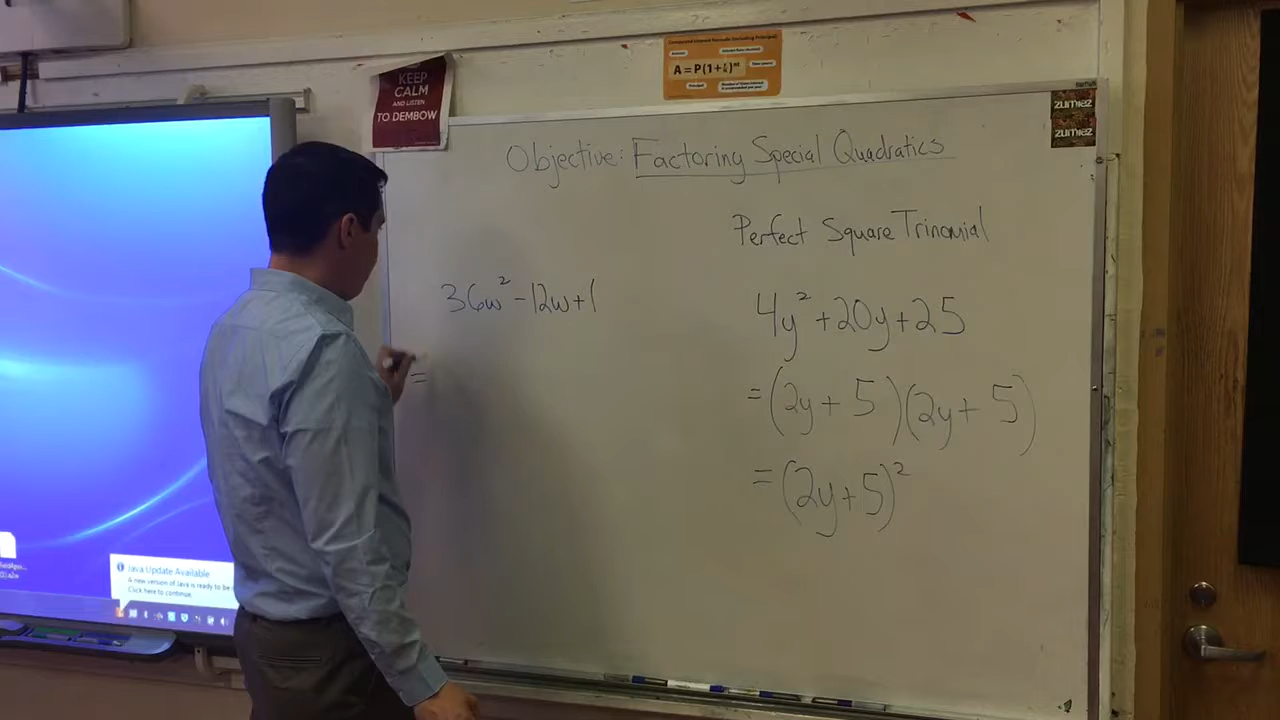 KEEP
CALM
AND LISTEN
TO DEMBOW
A = P(1+r/n)^nt
ZUMIEZ
ZUMIEZ
Objective: Factoring Special Quadratics
Perfect Square Trinomial
36w² - 12w + 1
=
4y² + 20y + 25
= (2y + 5)(2y + 5)
= (2y + 5)²
Java Update Available
A new version of Java is ready to be
Click here to continue.